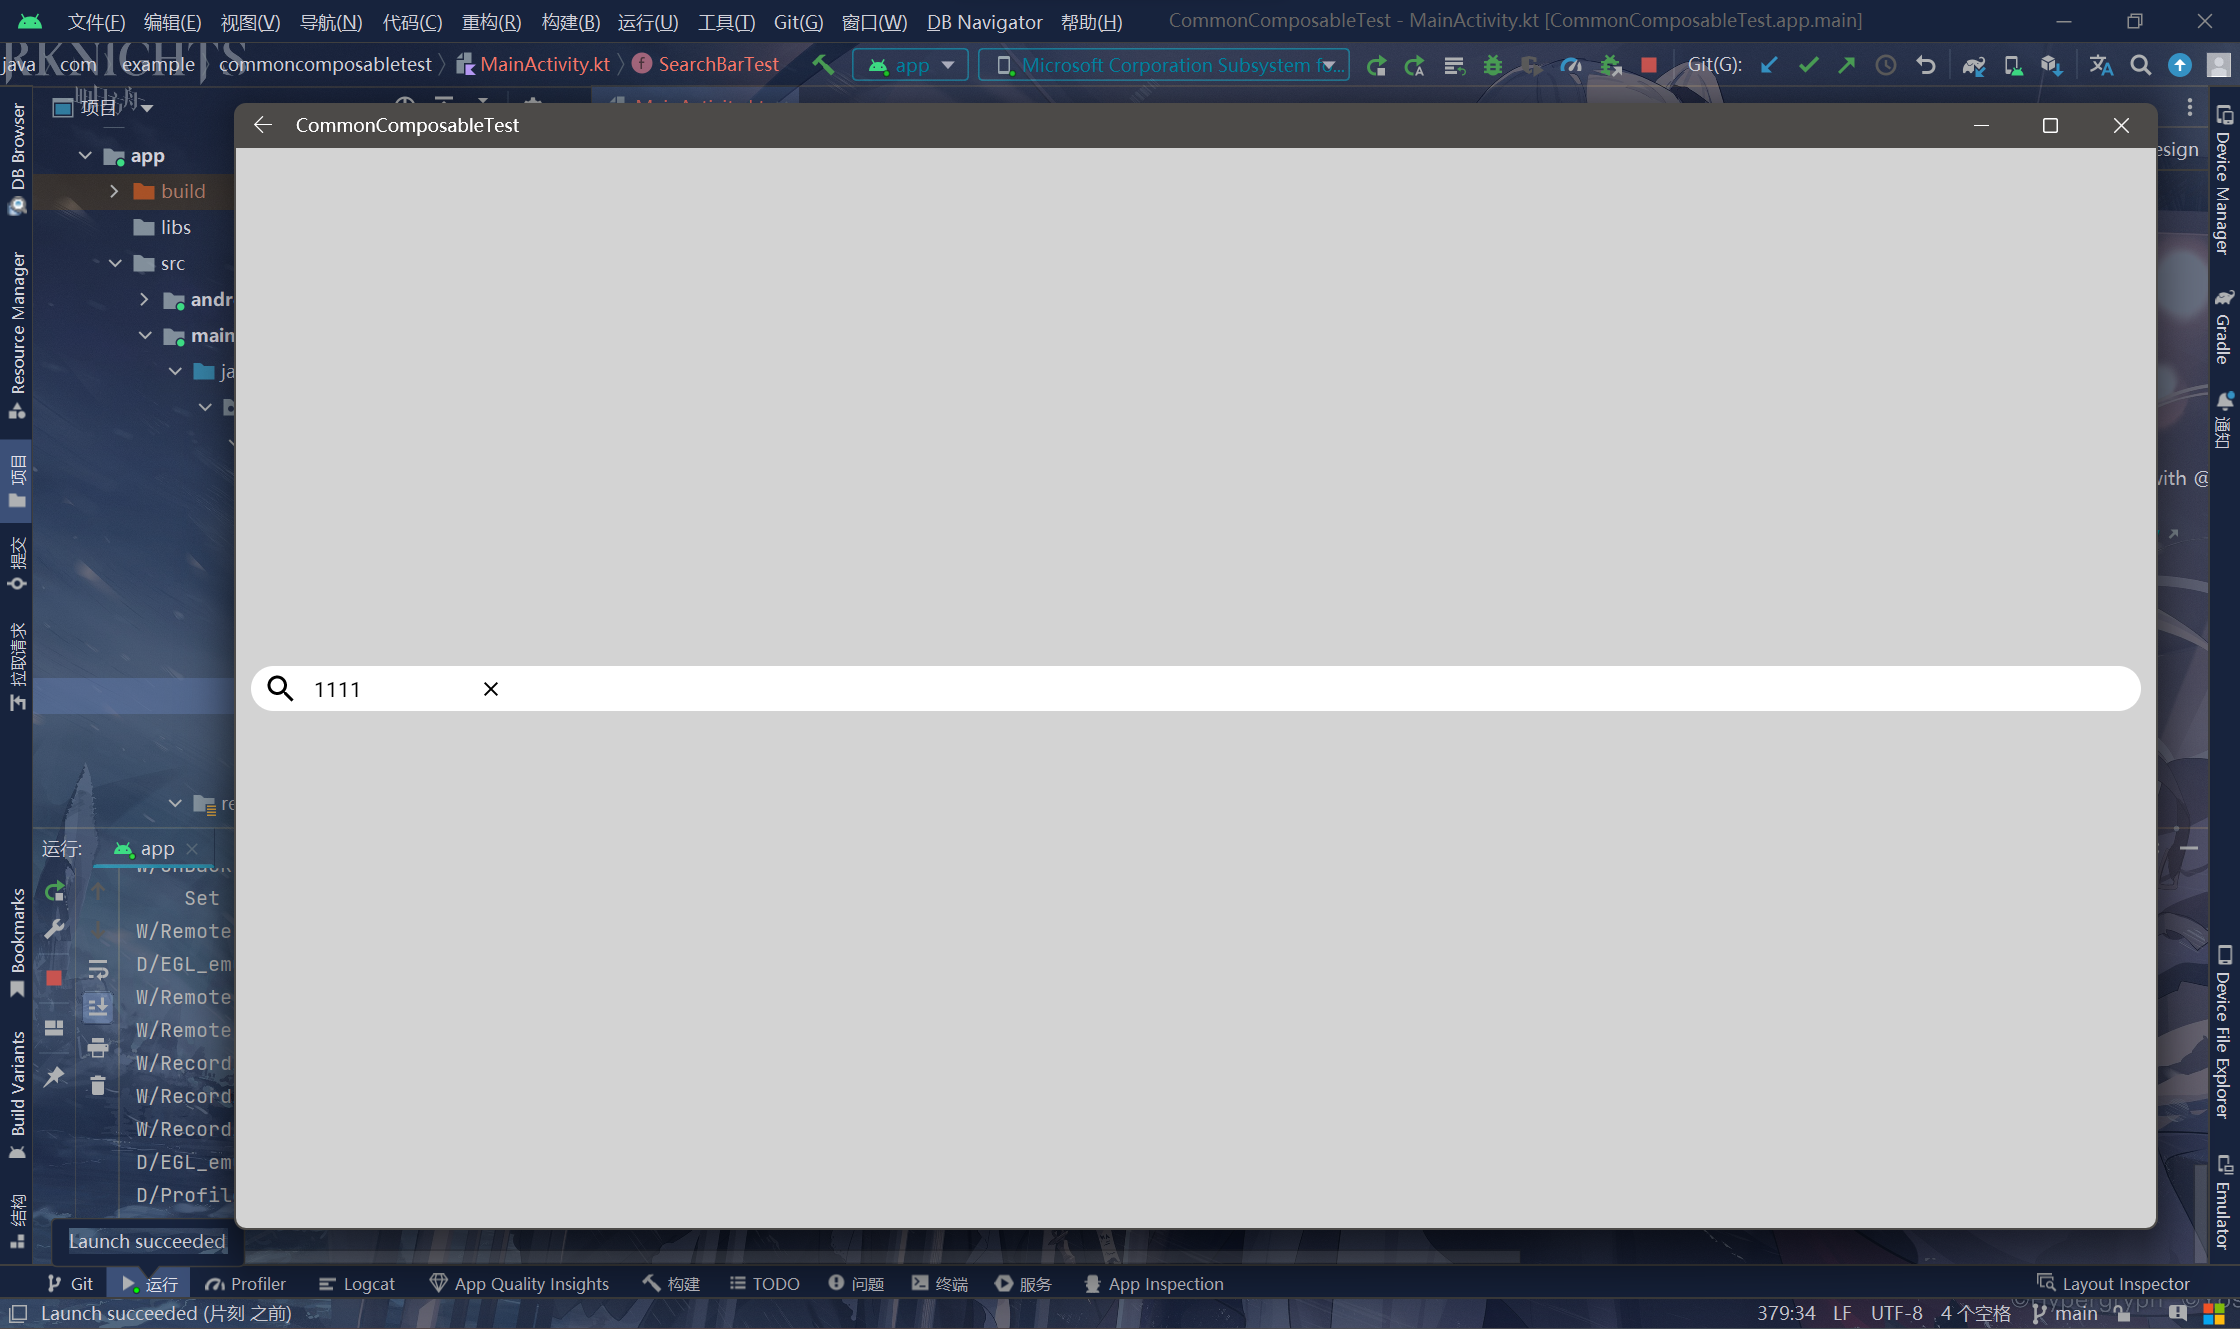 文件(F) 编辑(E) 视图(V) 导航(N) 代码(C) 重构(R) 构建(B) 运行(U) 工具(T) Git(G) 窗口(W) DB Navigator 帮助(H) CommonComposableTest - MainActivity.kt [CommonComposableTest.app.main]
java com example commoncomposabletest MainActivity.kt SearchBarTest app Microsoft Corporation Subsystem fo... Git(G):
RKNIGHTS
项目
CommonComposableTest
esign
app
build
libs
src
andr
main
ja
vith @
1111
re
运行: app
Set
W/Remote
D/EGL_em
W/Remote
W/Remote
W/Record
W/Record
W/Record
D/EGL_em
D/Profil
Launch succeeded
DB Browser
Resource Manager
项目
提交
拉取请求
Bookmarks
Build Variants
结构
Device Manager
Gradle
通知
Device File Explorer
Emulator
Git 运行 Profiler Logcat App Quality Insights 构建 TODO 问题 终端 服务 App Inspection Layout Inspector
Launch succeeded (片刻 之前) 379:34 LF UTF-8 4 个空格 main